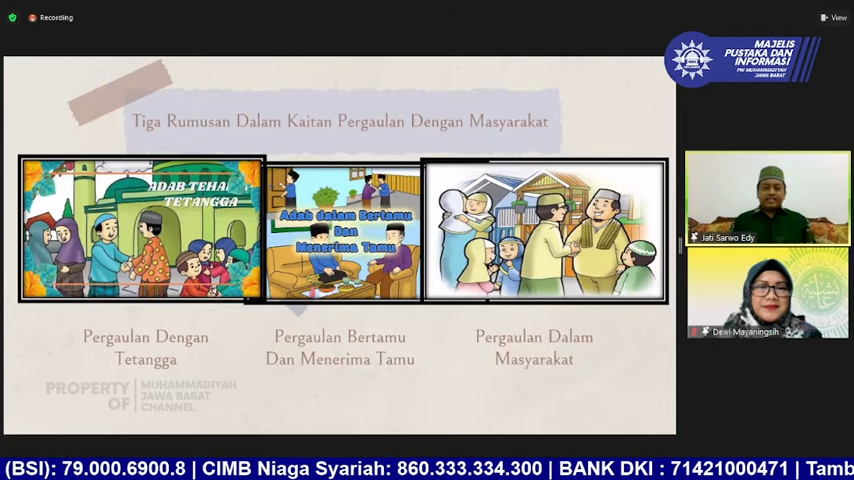 Recording
View
MAJELIS
PUSTAKA DAN
INFORMASI
PW MUHAMMADIYAH
JAWA BARAT
Tiga Rumusan Dalam Kaitan Pergaulan Dengan Masyarakat
ADAB TEHA
TETANGGA
Adab dalam Bertamu
Dan
Menerima Tamu
Pergaulan Dengan
Tetangga
Pergaulan Bertamu
Dan Menerima Tamu
Pergaulan Dalam
Masyarakat
Jati Sarwo Edy
Dewi Mayaningsih
PROPERTY
OF
MUHAMMADIYAH
JAWA BARAT
CHANNEL
(BSI): 79.000.6900.8 | CIMB Niaga Syariah: 860.333.334.300 | BANK DKI : 71421000471 | Tamb